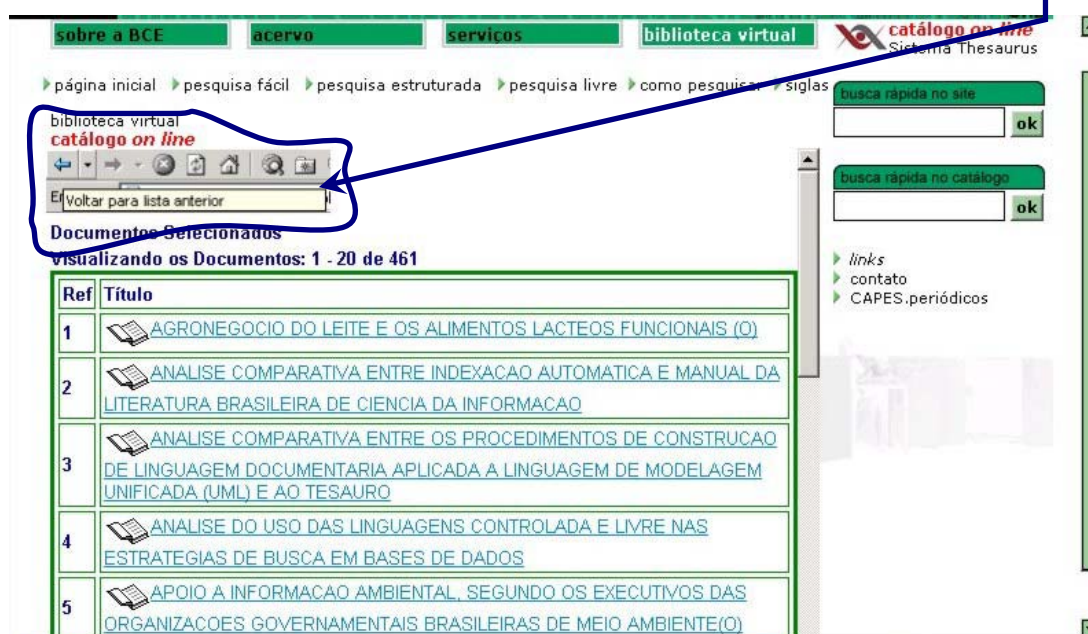 sobre a BCE acervo serviços biblioteca virtual
catálogo on line
Sistema Thesaurus
página inicial pesquisa fácil pesquisa estruturada pesquisa livre como pesquisar siglas
busca rápida no site
ok
biblioteca virtual
catálogo on line
Voltar para lista anterior
busca rápida no catálogo
ok
Documentos Selecionados
Visualizando os Documentos: 1 - 20 de 461
links
contato
CAPES.periódicos
Ref Título
1 AGRONEGOCIO DO LEITE E OS ALIMENTOS LACTEOS FUNCIONAIS (O)
2 ANALISE COMPARATIVA ENTRE INDEXACAO AUTOMATICA E MANUAL DA
LITERATURA BRASILEIRA DE CIENCIA DA INFORMACAO
3 ANALISE COMPARATIVA ENTRE OS PROCEDIMENTOS DE CONSTRUCAO
DE LINGUAGEM DOCUMENTARIA APLICADA A LINGUAGEM DE MODELAGEM
UNIFICADA (UML) E AO TESAURO
4 ANALISE DO USO DAS LINGUAGENS CONTROLADA E LIVRE NAS
ESTRATEGIAS DE BUSCA EM BASES DE DADOS
5 APOIO A INFORMACAO AMBIENTAL, SEGUNDO OS EXECUTIVOS DAS
ORGANIZACOES GOVERNAMENTAIS BRASILEIRAS DE MEIO AMBIENTE(O)